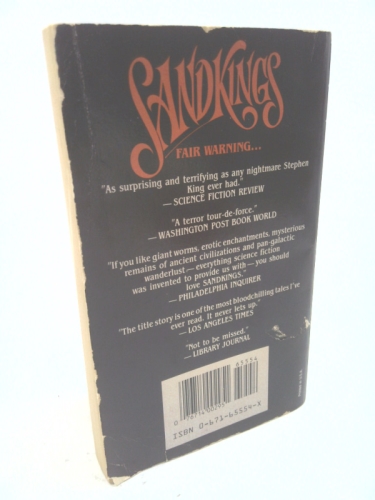 SANDKINGS
FAIR WARNING...
"As surprising and terrifying as any nightmare Stephen
King ever had."
— SCIENCE FICTION REVIEW
"A terror tour-de-force."
— WASHINGTON POST BOOK WORLD
"If you like giant worms, erotic enchantments, mysterious
remains of ancient civilizations and pan-galactic
wanderlust — everything science fiction
was invented to provide us with — you should
love SANDKINGS."
— PHILADELPHIA INQUIRER
"The title story is one of the most bloodchilling tales I've
ever read. It never lets up."
— LOS ANGELES TIMES
"Not to be missed."
— LIBRARY JOURNAL
65554
ISBN 0-671-65554-X